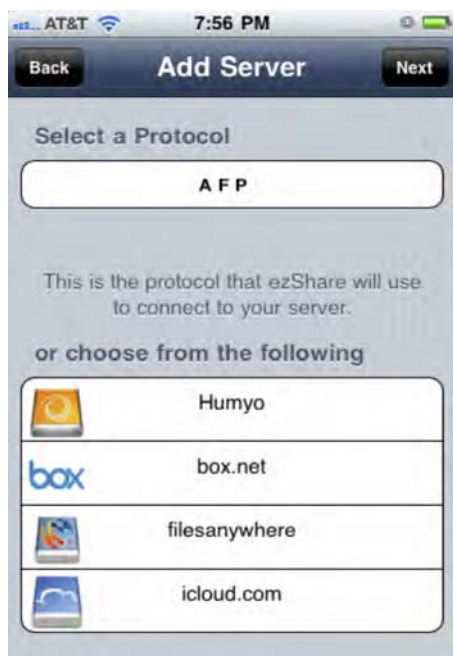 AT&T 7:56 PM
Back Add Server Next
Select a Protocol
A F P
This is the protocol that ezShare will use
to connect to your server.
or choose from the following
Humyo
box box.net
filesanywhere
icloud.com